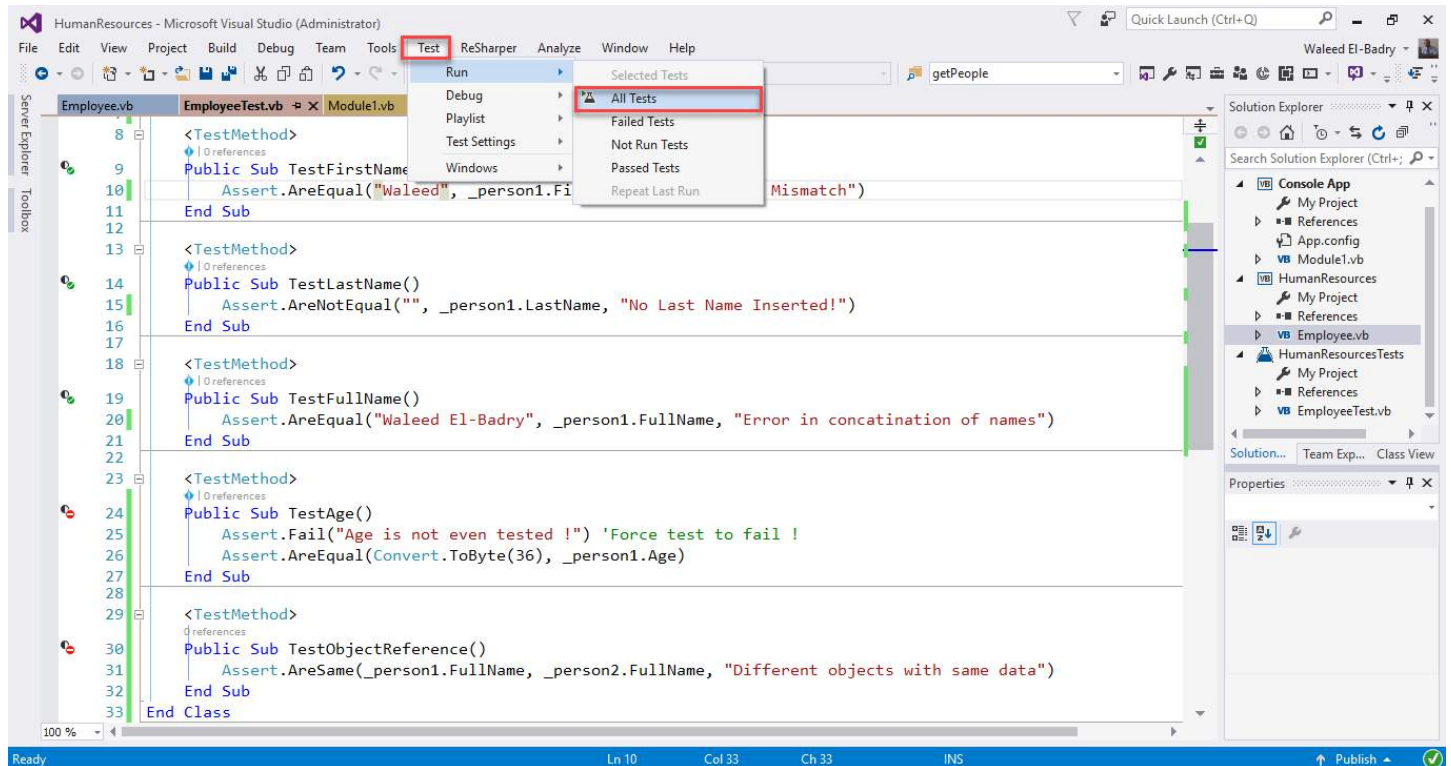 HumanResources - Microsoft Visual Studio (Administrator)
Quick Launch (Ctrl+Q)
File Edit View Project Build Debug Team Tools Test ReSharper Analyze Window Help
Waleed El-Badry
getPeople
Run
Debug
Playlist
Test Settings
Windows
Selected Tests
All Tests
Failed Tests
Not Run Tests
Passed Tests
Repeat Last Run
Server Explorer
Toolbox
Employee.vb EmployeeTest.vb Module1.vb
8 <TestMethod>
0 references
9 Public Sub TestFirstName
10 Assert.AreEqual("Waleed", _person1.Fi Mismatch")
11 End Sub
12
13 <TestMethod>
0 references
14 Public Sub TestLastName()
15 Assert.AreNotEqual("", _person1.LastName, "No Last Name Inserted!")
16 End Sub
17
18 <TestMethod>
0 references
19 Public Sub TestFullName()
20 Assert.AreEqual("Waleed El-Badry", _person1.FullName, "Error in concatination of names")
21 End Sub
22
23 <TestMethod>
0 references
24 Public Sub TestAge()
25 Assert.Fail("Age is not even tested !") 'Force test to fail !
26 Assert.AreEqual(Convert.ToByte(36), _person1.Age)
27 End Sub
28
29 <TestMethod>
0 references
30 Public Sub TestObjectReference()
31 Assert.AreSame(_person1.FullName, _person2.FullName, "Different objects with same data")
32 End Sub
33 End Class
100 %
Solution Explorer
Search Solution Explorer (Ctrl+;
VB Console App
My Project
References
App.config
VB Module1.vb
VB HumanResources
My Project
References
VB Employee.vb
HumanResourcesTests
My Project
References
VB EmployeeTest.vb
Solution... Team Exp... Class View
Properties
Ready Ln 10 Col 33 Ch 33 INS Publish